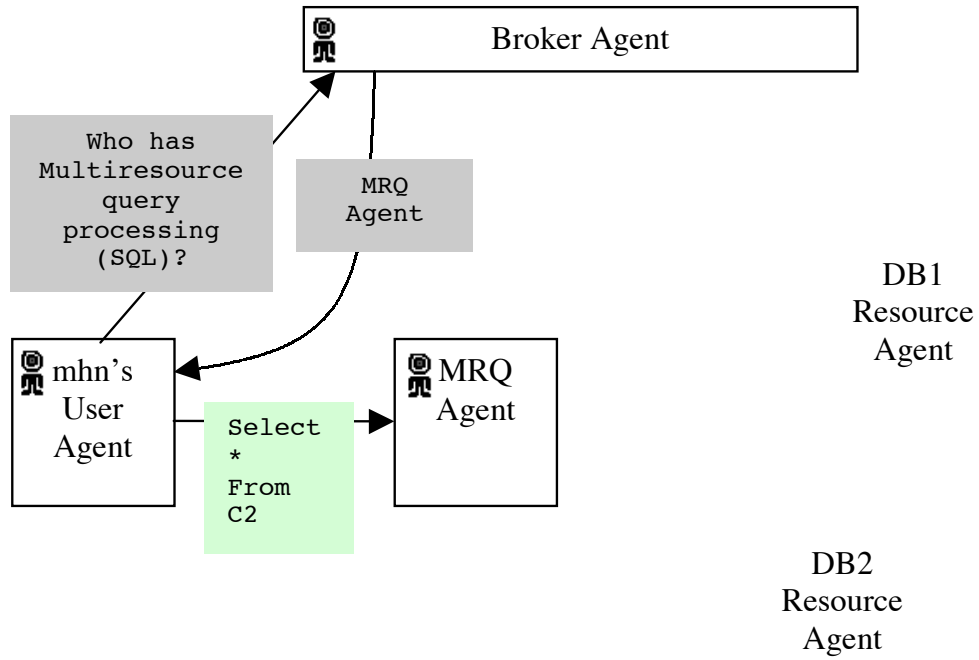 Broker Agent
Who has
Multiresource
query
processing
(SQL)?
MRQ
Agent
DB1
Resource
Agent
mhn's
User
Agent
Select
*
From
C2
MRQ
Agent
DB2
Resource
Agent